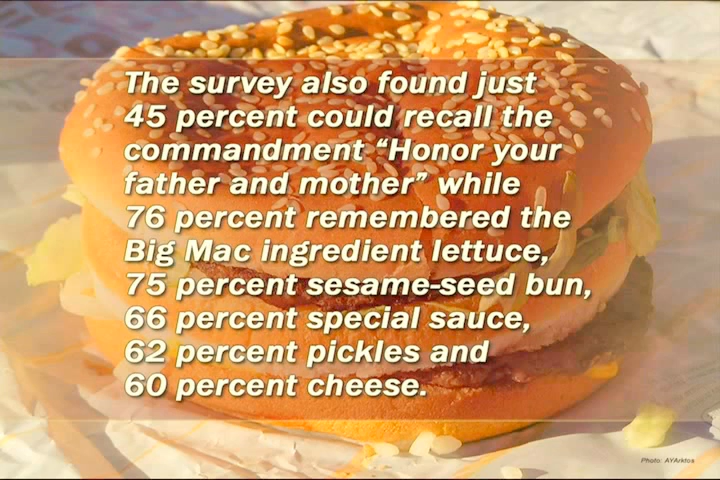 The survey also found just
45 percent could recall the
commandment “Honor your
father and mother” while
76 percent remembered the
Big Mac ingredient lettuce,
75 percent sesame-seed bun,
66 percent special sauce,
62 percent pickles and
60 percent cheese.
Photo: AYArktos